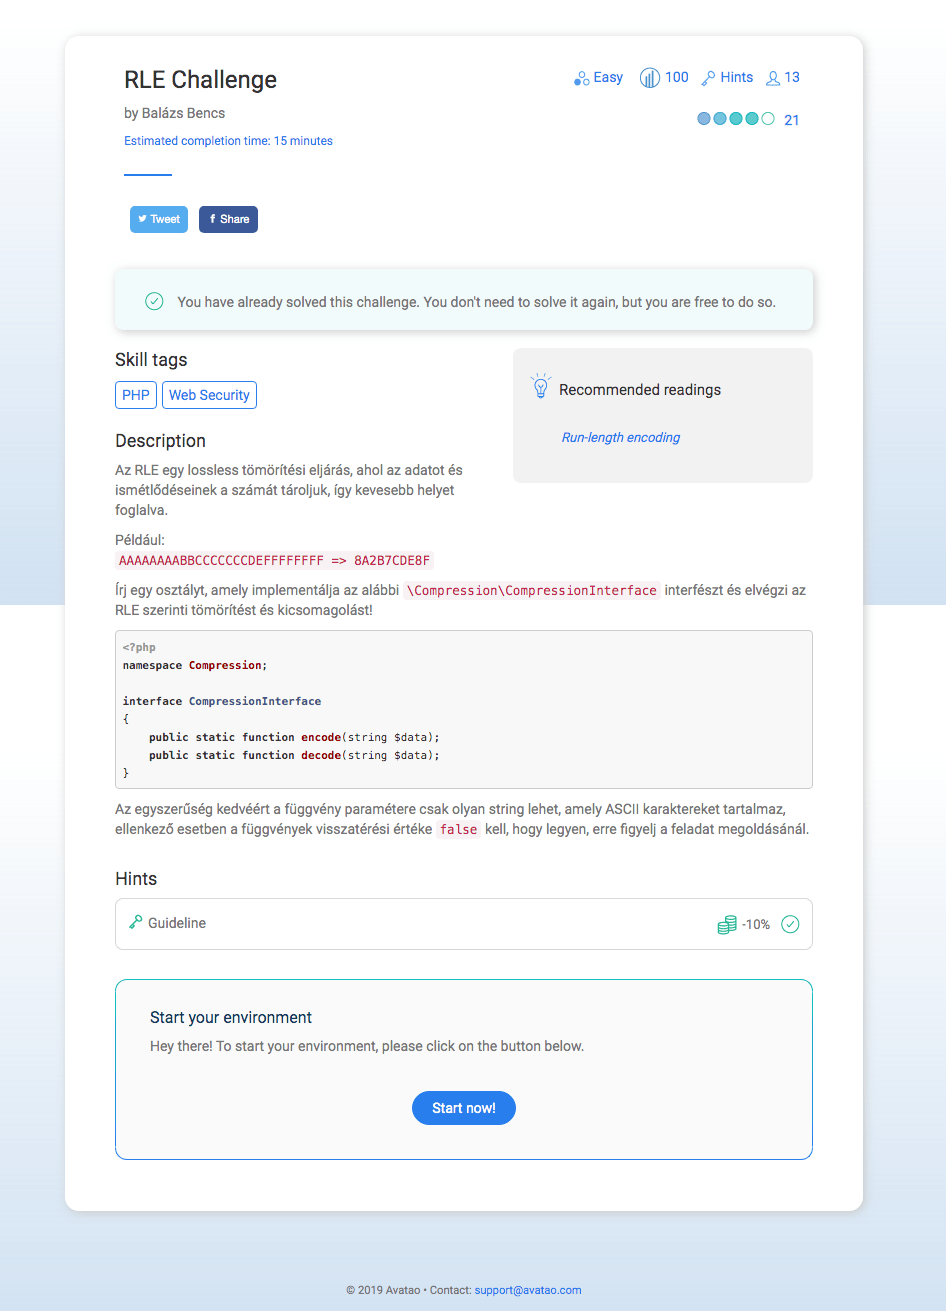 RLE Challenge
Easy 100 Hints 13
by Balázs Bencs
21
Estimated completion time: 15 minutes
Tweet Share
You have already solved this challenge. You don't need to solve it again, but you are free to do so.
Skill tags
PHP Web Security
Recommended readings
Run-length encoding
Description
Az RLE egy lossless tömörítési eljárás, ahol az adatot és
ismétlődéseinek a számát tároljuk, így kevesebb helyet
foglalva.
Például:
AAAAAAAABBCCCCCCCDEFFFFFFFF => 8A2B7CDE8F
Írj egy osztályt, amely implementálja az alábbi \Compression\CompressionInterface interfészt és elvégzi az
RLE szerinti tömörítést és kicsomagolást!
<?php
namespace Compression;
interface CompressionInterface
{
public static function encode(string $data);
public static function decode(string $data);
}
Az egyszerűség kedvéért a függvény paramétere csak olyan string lehet, amely ASCII karaktereket tartalmaz,
ellenkező esetben a függvények visszatérési értéke false kell, hogy legyen, erre figyelj a feladat megoldásánál.
Hints
Guideline -10%
Start your environment
Hey there! To start your environment, please click on the button below.
Start now!
© 2019 Avatao • Contact: support@avatao.com